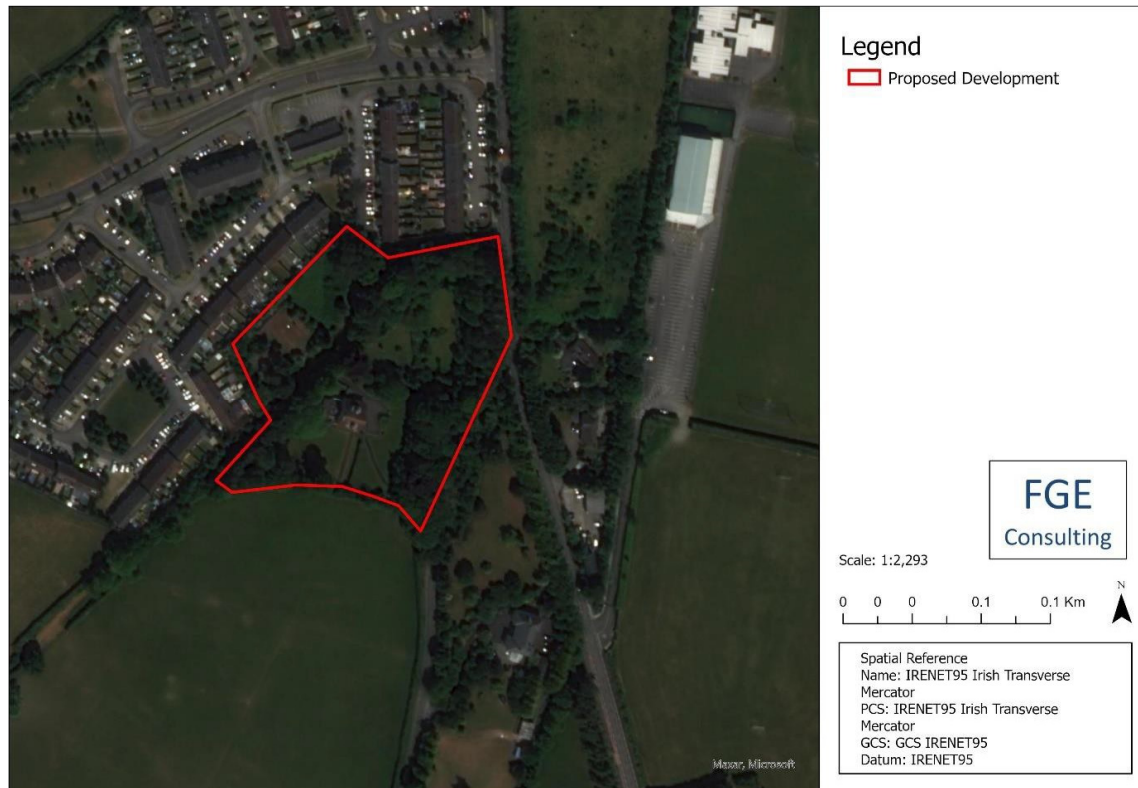 Legend
Proposed Development
FGE
Consulting
Scale: 1:2,293
0 0 0 0.1 0.1 Km
N
Spatial Reference
Name: IRENET95 Irish Transverse
Mercator
PCS: IRENET95 Irish Transverse
Mercator
GCS: GCS IRENET95
Datum: IRENET95
Maxar, Microsoft